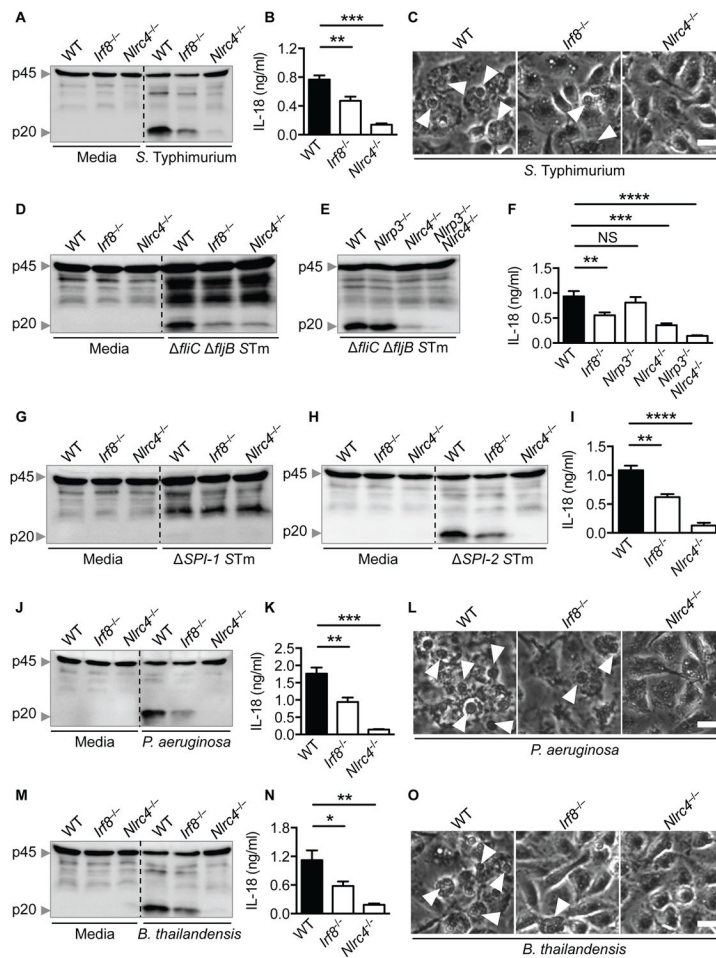 A
WT
Irf8–/–
Nlrc4–/–
WT
Irf8–/–
Nlrc4–/–
p45
p20
Media
S. Typhimurium
B
IL-18 (ng/ml)
1.2
0.8
0.4
0
***
**
WT
Irf8–/–
Nlrc4–/–
C
WT
Irf8–/–
Nlrc4–/–
S. Typhimurium
D
WT
Irf8–/–
Nlrc4–/–
WT
Irf8–/–
Nlrc4–/–
p45
p20
Media
ΔfliC ΔfljB STm
E
WT
Nlrp3–/–
Nlrc4–/–
Nlrp3–/–
Nlrc4–/–
p45
p20
ΔfliC ΔfljB STm
F
IL-18 (ng/ml)
1.5
1.0
0.5
0
****
***
NS
**
WT
Irf8–/–
Nlrp3–/–
Nlrc4–/–
Nlrp3–/–
Nlrc4–/–
G
WT
Irf8–/–
Nlrc4–/–
WT
Irf8–/–
Nlrc4–/–
p45
p20
Media
ΔSPI-1 STm
H
WT
Irf8–/–
Nlrc4–/–
WT
Irf8–/–
Nlrc4–/–
p45
p20
Media
ΔSPI-2 STm
I
IL-18 (ng/ml)
1.5
1.0
0.5
0
****
**
WT
Irf8–/–
Nlrc4–/–
J
WT
Irf8–/–
Nlrc4–/–
WT
Irf8–/–
Nlrc4–/–
p45
p20
Media
P. aeruginosa
K
IL-18 (ng/ml)
2.5
2.0
1.5
1.0
0.5
0
***
**
WT
Irf8–/–
Nlrc4–/–
L
WT
Irf8–/–
Nlrc4–/–
P. aeruginosa
M
WT
Irf8–/–
Nlrc4–/–
WT
Irf8–/–
Nlrc4–/–
p45
p20
Media
B. thailandensis
N
IL-18 (ng/ml)
1.6
1.2
0.8
0.4
0
**
*
WT
Irf8–/–
Nlrc4–/–
O
WT
Irf8–/–
Nlrc4–/–
B. thailandensis